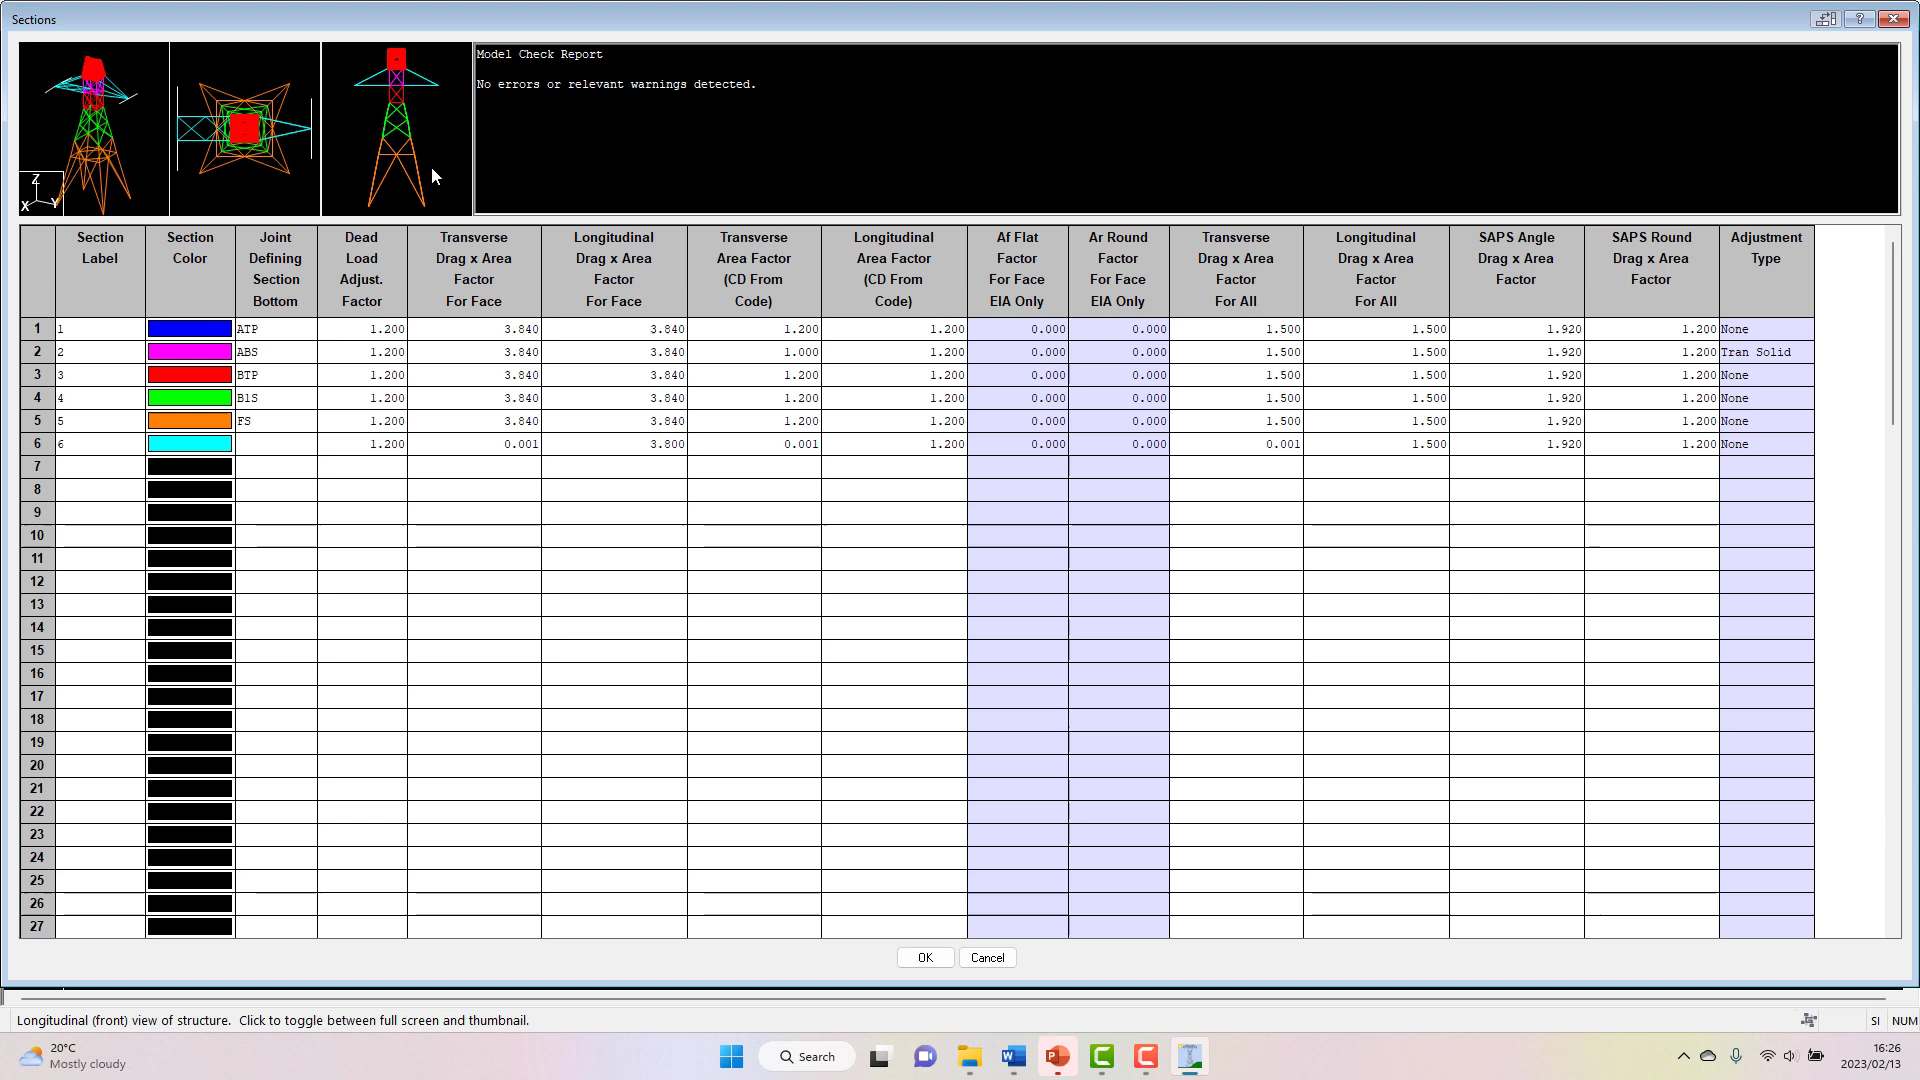 Sections
Model Check Report
No errors or relevant warnings detected.
Z
X Y
Section Label Section Color Joint Defining Section Bottom Dead Load Adjust. Factor Transverse Drag x Area Factor For Face Longitudinal Drag x Area Factor For Face Transverse Area Factor (CD From Code) Longitudinal Area Factor (CD From Code) Af Flat Factor For Face EIA Only Ar Round Factor For Face EIA Only Transverse Drag x Area Factor For All Longitudinal Drag x Area Factor For All SAPS Angle Drag x Area Factor SAPS Round Drag x Area Factor Adjustment Type
1 1 ATP 1.200 3.840 3.840 1.200 1.200 0.000 0.000 1.500 1.500 1.920 1.200 None
2 2 ABS 1.200 3.840 3.840 1.000 1.200 0.000 0.000 1.500 1.500 1.920 1.200 Tran Solid
3 3 BTP 1.200 3.840 3.840 1.200 1.200 0.000 0.000 1.500 1.500 1.920 1.200 None
4 4 B1S 1.200 3.840 3.840 1.200 1.200 0.000 0.000 1.500 1.500 1.920 1.200 None
5 5 FS 1.200 3.840 3.840 1.200 1.200 0.000 0.000 1.500 1.500 1.920 1.200 None
6 6 1.200 0.001 3.800 0.001 1.200 0.000 0.000 0.001 1.500 1.920 1.200 None
7
8
9
10
11
12
13
14
15
16
17
18
19
20
21
22
23
24
25
26
27
OK Cancel
Longitudinal (front) view of structure. Click to toggle between full screen and thumbnail. SI NUM
20°C
Mostly cloudy
Search
16:26
2023/02/13